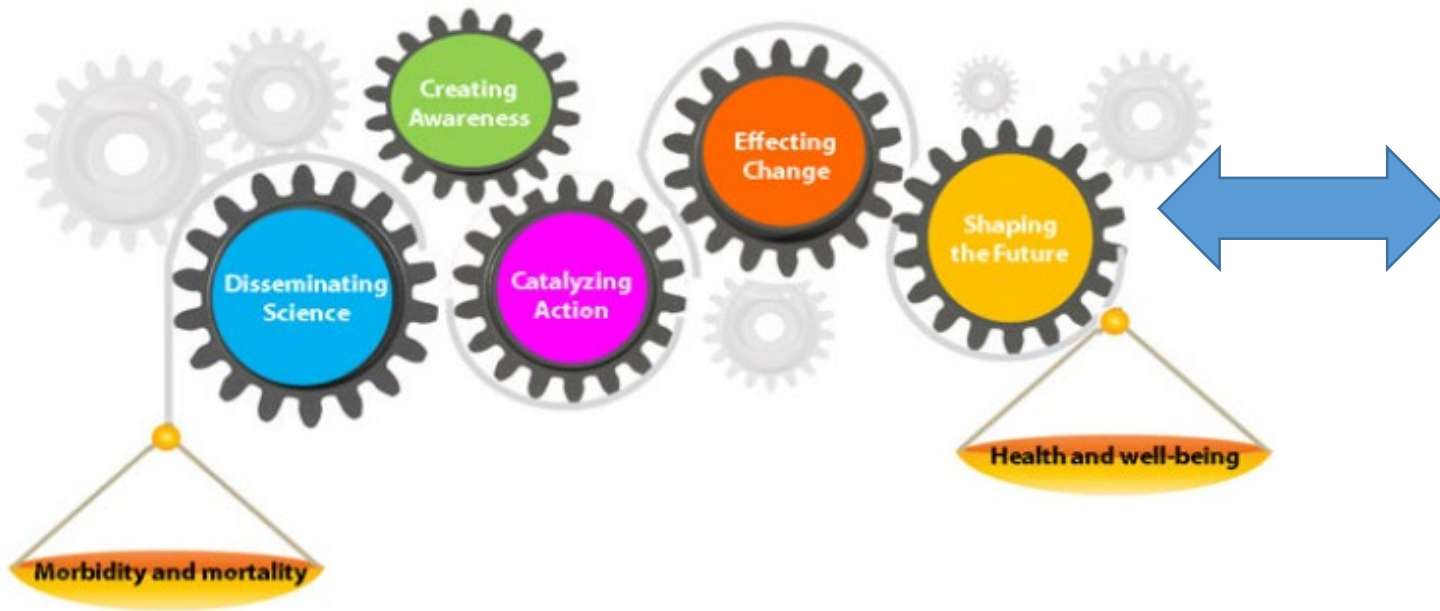 Creating
Awareness
Effecting
Change
Shaping
the Future
Disseminating
Science
Catalyzing
Action
Health and well-being
Morbidity and mortality